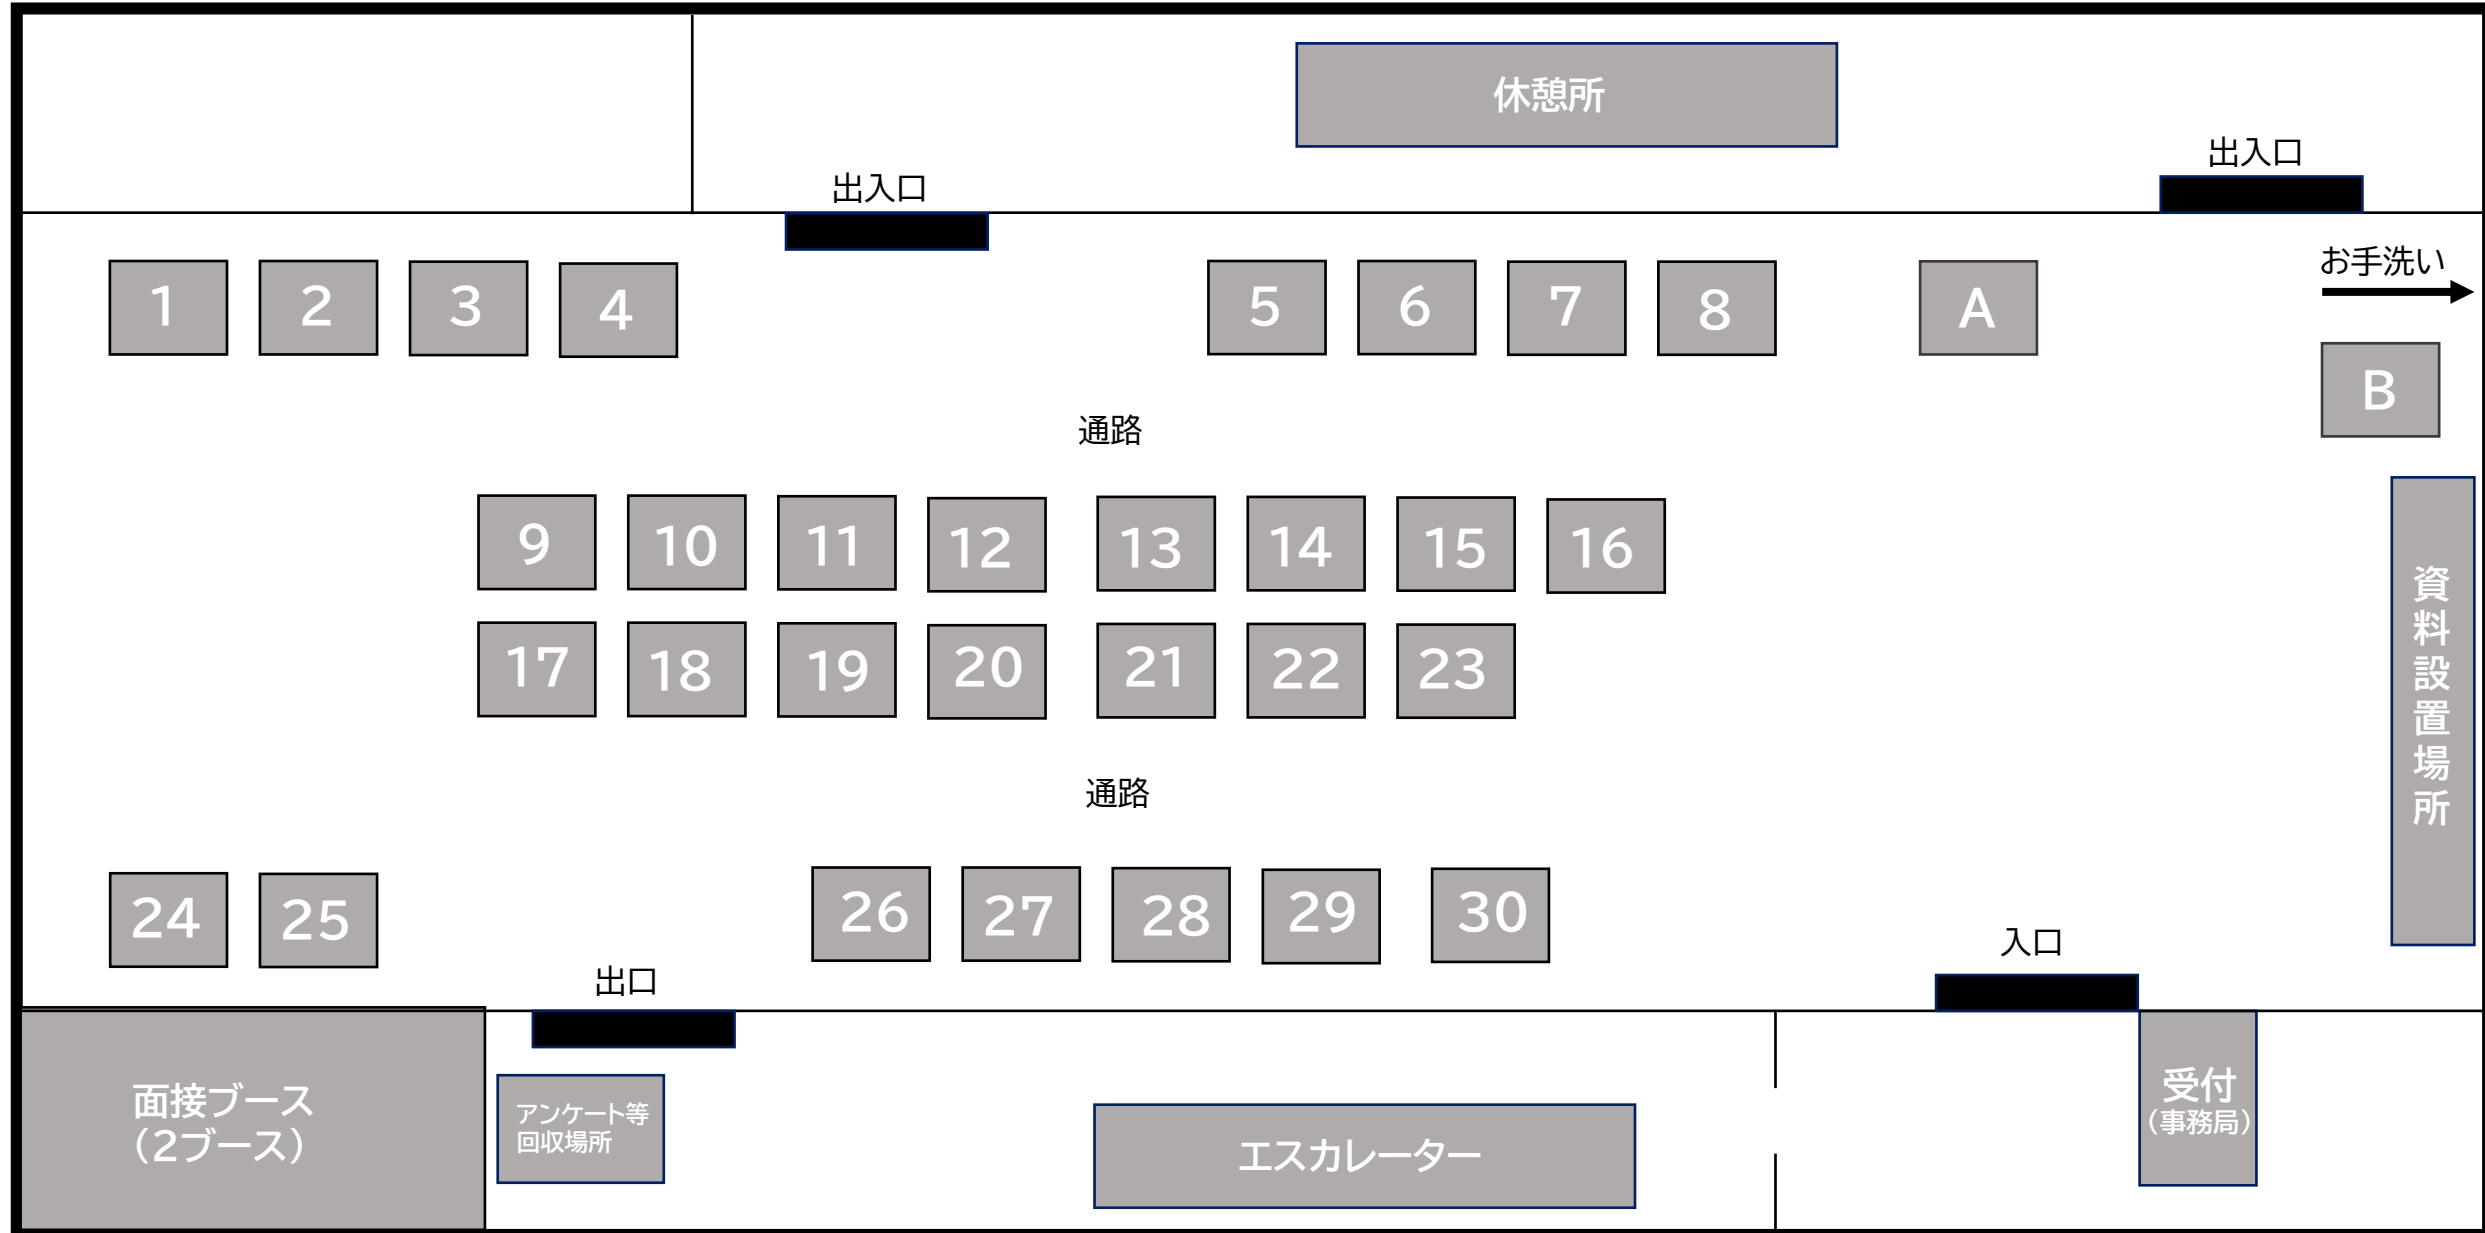 休憩所
出入口
出入口
お手洗い
1
2
3
4
5
6
7
8
A
B
通路
9
10
11
12
13
14
15
16
17
18
19
20
21
22
23
資料設置場所
通路
24
25
26
27
28
29
30
出口
入口
面接ブース
（2ブース）
アンケート等
回収場所
エスカレーター
受付
（事務局）